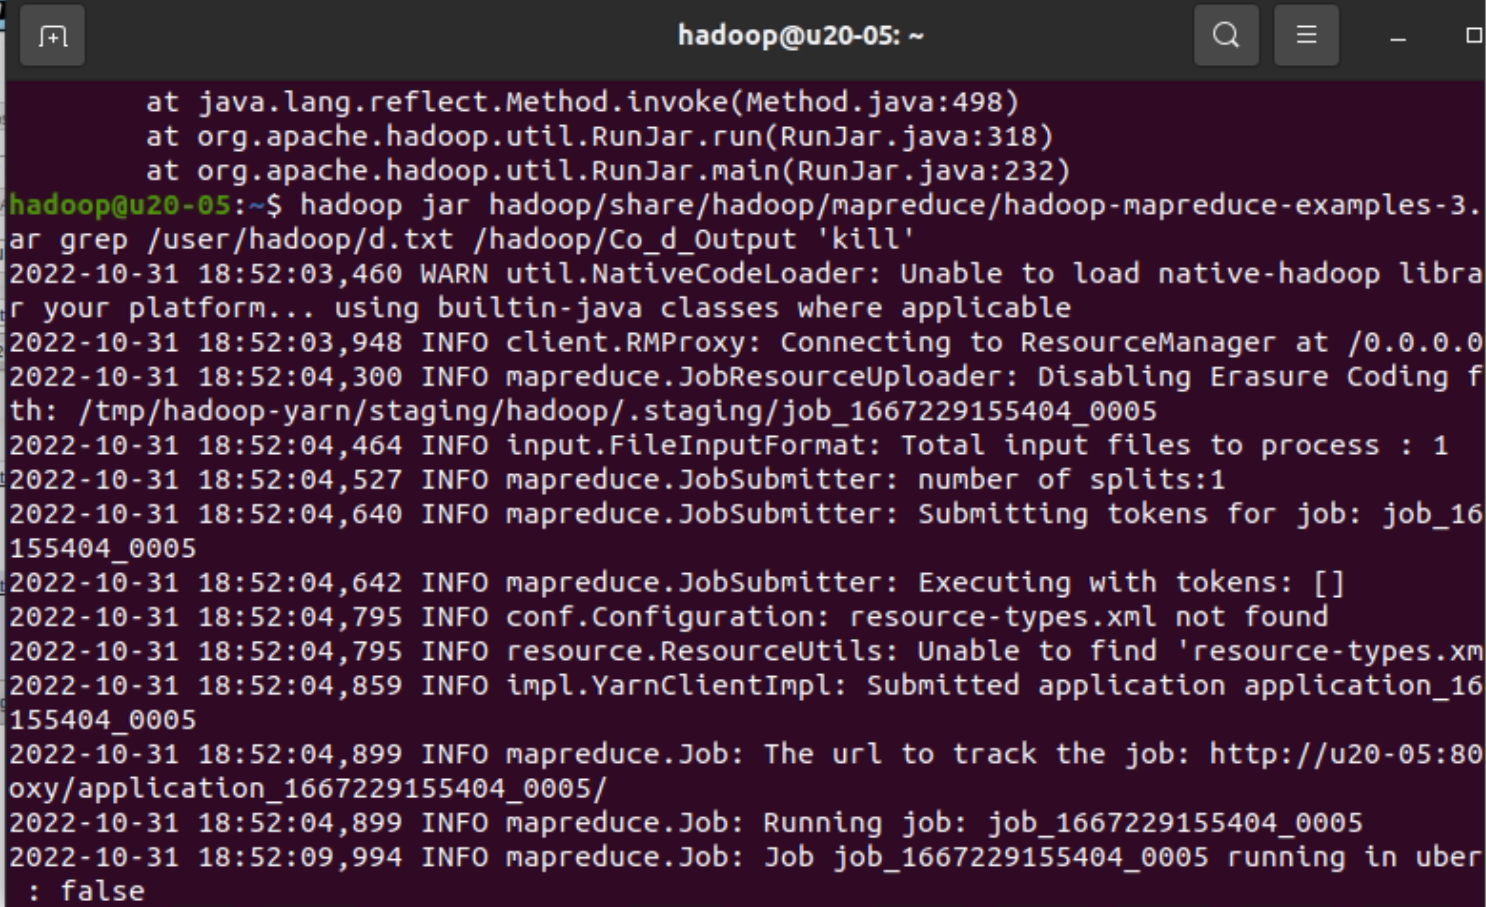 hadoop@u20-05: ~
at java.lang.reflect.Method.invoke(Method.java:498)
at org.apache.hadoop.util.RunJar.run(RunJar.java:318)
at org.apache.hadoop.util.RunJar.main(RunJar.java:232)
hadoop@u20-05:~$ hadoop jar hadoop/share/hadoop/mapreduce/hadoop-mapreduce-examples-3.
ar grep /user/hadoop/d.txt /hadoop/Co_d_Output 'kill'
2022-10-31 18:52:03,460 WARN util.NativeCodeLoader: Unable to load native-hadoop libra
r your platform... using builtin-java classes where applicable
2022-10-31 18:52:03,948 INFO client.RMProxy: Connecting to ResourceManager at /0.0.0.0
2022-10-31 18:52:04,300 INFO mapreduce.JobResourceUploader: Disabling Erasure Coding f
th: /tmp/hadoop-yarn/staging/hadoop/.staging/job_1667229155404_0005
2022-10-31 18:52:04,464 INFO input.FileInputFormat: Total input files to process : 1
2022-10-31 18:52:04,527 INFO mapreduce.JobSubmitter: number of splits:1
2022-10-31 18:52:04,640 INFO mapreduce.JobSubmitter: Submitting tokens for job: job_16
155404_0005
2022-10-31 18:52:04,642 INFO mapreduce.JobSubmitter: Executing with tokens: []
2022-10-31 18:52:04,795 INFO conf.Configuration: resource-types.xml not found
2022-10-31 18:52:04,795 INFO resource.ResourceUtils: Unable to find 'resource-types.xm
2022-10-31 18:52:04,859 INFO impl.YarnClientImpl: Submitted application application_16
155404_0005
2022-10-31 18:52:04,899 INFO mapreduce.Job: The url to track the job: http://u20-05:80
oxy/application_1667229155404_0005/
2022-10-31 18:52:04,899 INFO mapreduce.Job: Running job: job_1667229155404_0005
2022-10-31 18:52:09,994 INFO mapreduce.Job: Job job_1667229155404_0005 running in uber
: false